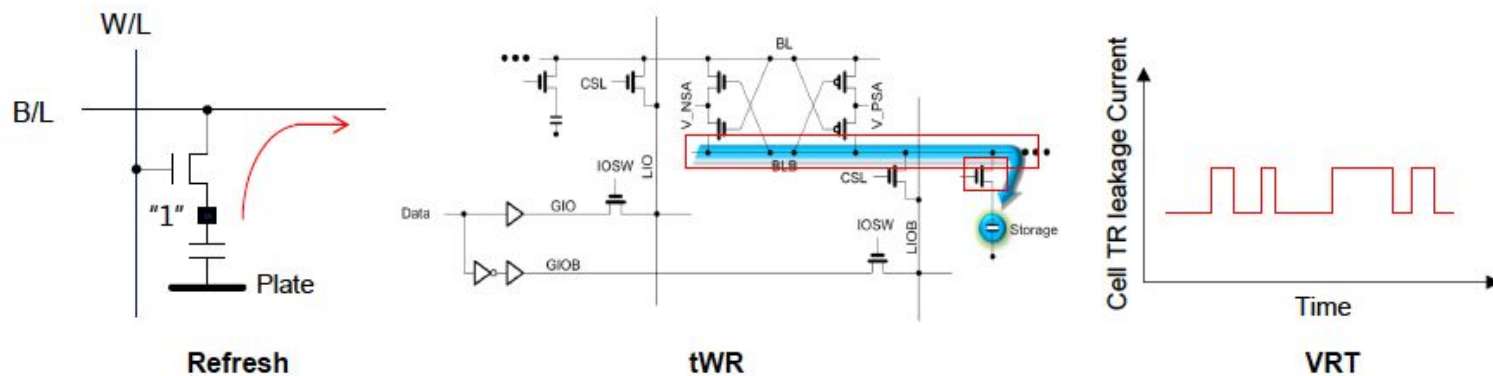 W/L
B/L
"1"
Plate
Refresh
BL
CSL
V_NSA
V_PSA
LIO
BLB
CSL
IOSW
Data
GIO
IOSW
LIOB
Storage
GIOB
tWR
Cell TR leakage Current
Time
VRT